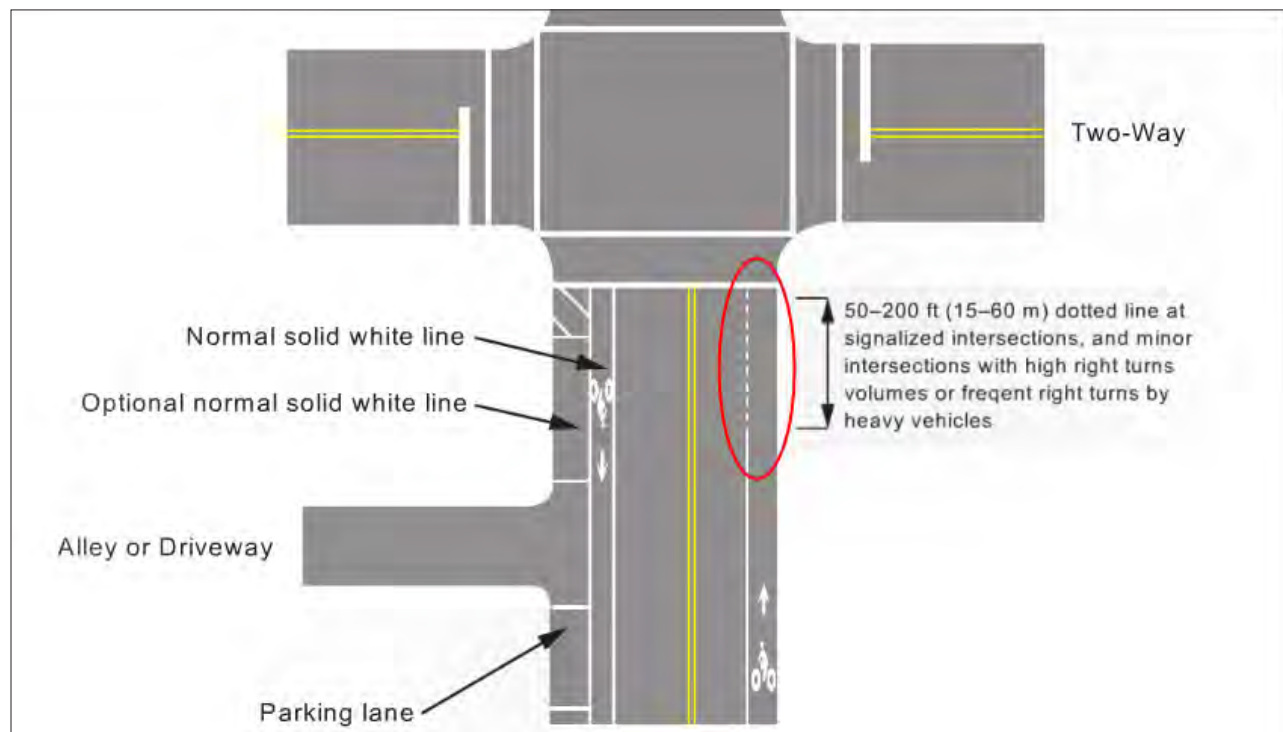 Two-Way
50–200 ft (15–60 m) dotted line at
signalized intersections, and minor
intersections with high right turns
volumes or freqent right turns by
heavy vehicles
Normal solid white line
Optional normal solid white line
Alley or Driveway
Parking lane